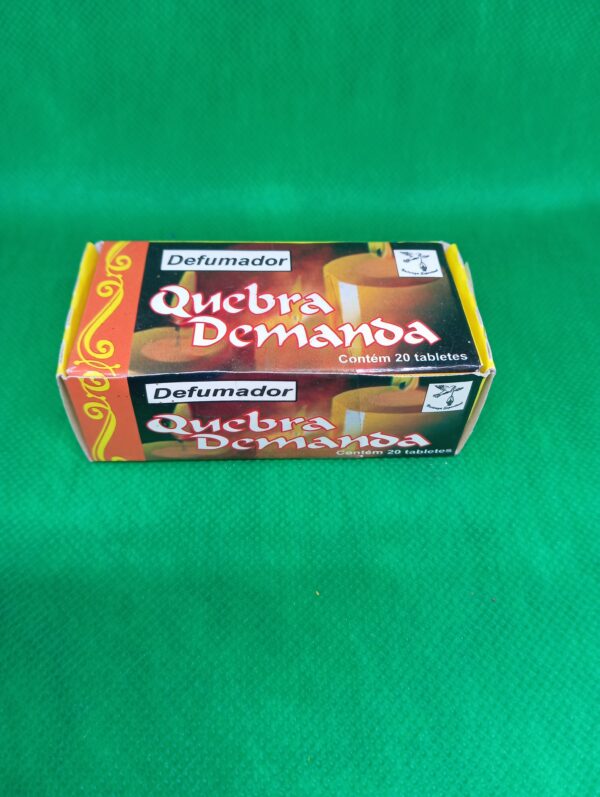 Defumador
Quebra
Demanda
Contém 20 tabletes
Defumador
Quebra
Demanda
Contém 20 tabletes